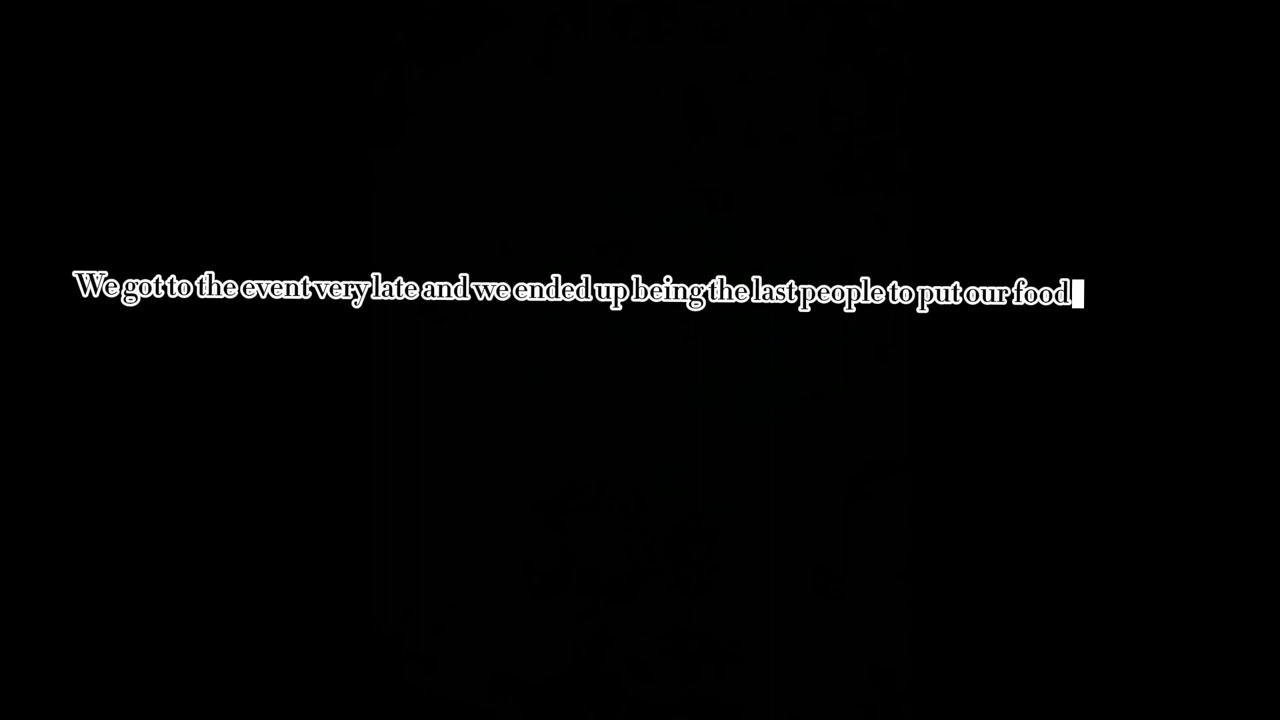 We got to the event very late and we ended up being the last people to put our food